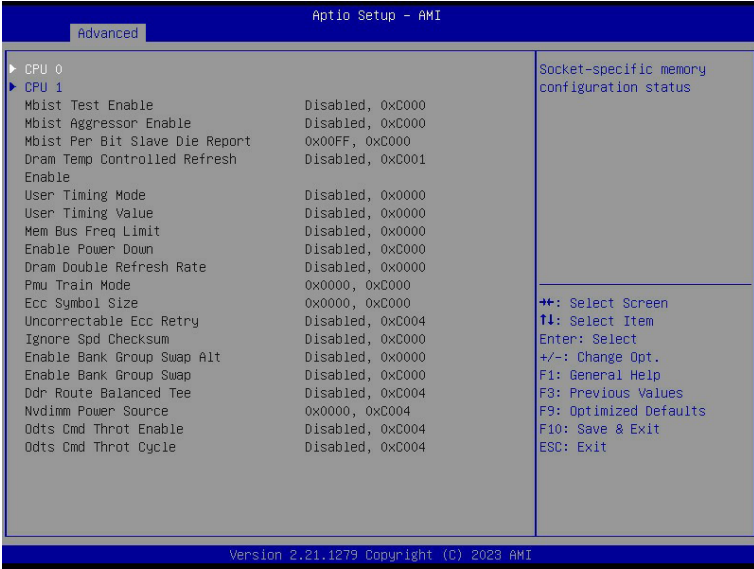 Aptio Setup - AMI
Advanced
CPU 0
CPU 1
Mbist Test Enable Disabled, 0xC000
Mbist Aggressor Enable Disabled, 0xC000
Mbist Per Bit Slave Die Report 0x00FF, 0xC000
Dram Temp Controlled Refresh Disabled, 0xC001
Enable
User Timing Mode Disabled, 0x0000
User Timing Value Disabled, 0x0000
Mem Bus Freq Limit Disabled, 0x0000
Enable Power Down Disabled, 0xC000
Dram Double Refresh Rate Disabled, 0x0000
Pmu Train Mode 0x0000, 0xC000
Ecc Symbol Size 0x0000, 0xC000
Uncorrectable Ecc Retry Disabled, 0xC004
Ignore Spd Checksum Disabled, 0xC000
Enable Bank Group Swap Alt Disabled, 0x0000
Enable Bank Group Swap Disabled, 0xC000
Ddr Route Balanced Tee Disabled, 0xC004
Nvdimm Power Source 0x0000, 0xC004
Odts Cmd Throt Enable Disabled, 0xC004
Odts Cmd Throt Cycle Disabled, 0xC004
Socket-specific memory
configuration status
→←: Select Screen
↑↓: Select Item
Enter: Select
+/-: Change Opt.
F1: General Help
F3: Previous Values
F9: Optimized Defaults
F10: Save & Exit
ESC: Exit
Version 2.21.1279 Copyright (C) 2023 AMI